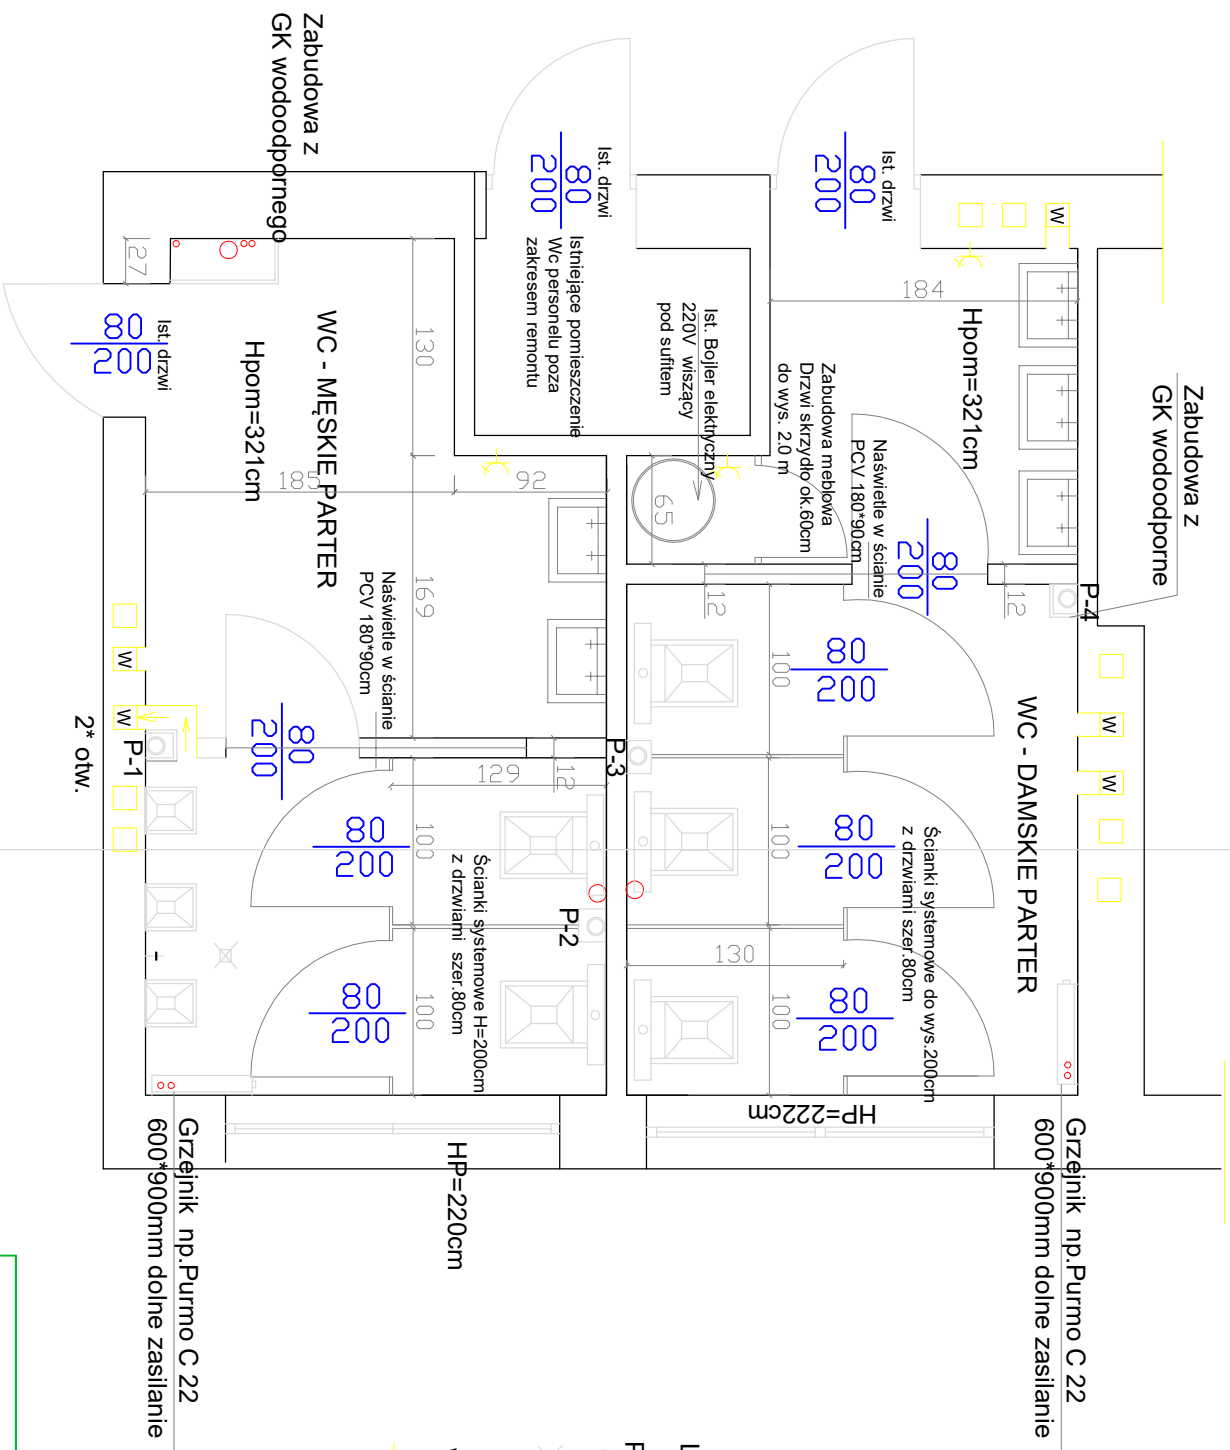 Zabudowa z
GK wodoodpornego
Zabudowa z
GK wodoodporne
Ist. drzwi
80
200
Ist. drzwi
80
200
Ist. drzwi
80
200
Istniejące pomieszczenie
Wc personelu poza
zakresem remontu
Ist. Bojler elektryczny
220V wiszący
pod sufitem
Zabudowa meblowa
Drzwi skrzydło ok.60cm
do wys. 2.0 m
Naświetle w ścianie
PCV 180*90cm
Hpom=321cm
184
W
27
130
WC - MĘSKIE PARTER
Hpom=321cm
185
92
65
169
12
12
80
200
P-4
Naświetle w ścianie
PCV 180*90cm
W
W
2* otw.
P-1
80
200
P-3
129
12
100
100
80
200
80
200
Ścianki systemowe H=200cm
z drzwiami szer.80cm
P-2
WC - DAMSKIE PARTER
W
W
100
100
100
130
80
200
80
200
80
200
Ścianki systemowe do wys.200cm
z drzwiami szer.80cm
HP=222cm
HP=220cm
Grzejnik np.Purmo C 22
600*900mm dolne zasilanie
Grzejnik np.Purmo C 22
600*900mm dolne zasilanie